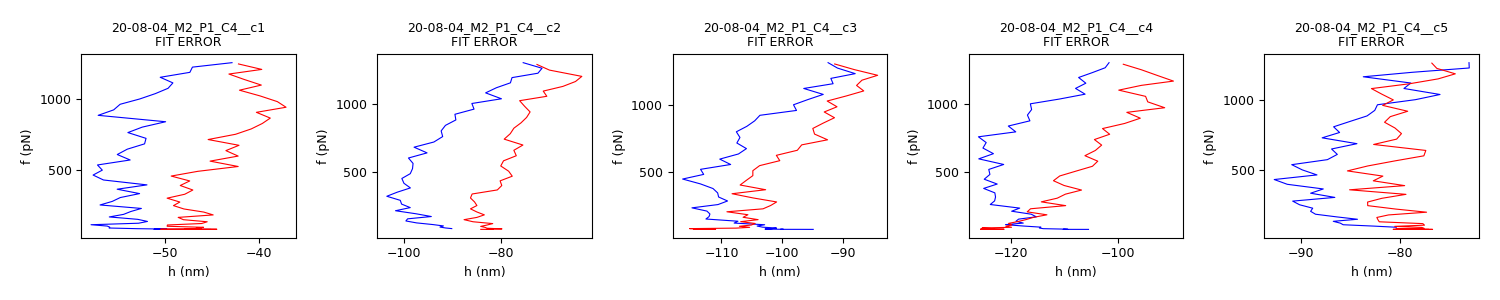 20-08-04_M2_P1_C4__c1
FIT ERROR
f (pN)
1000
500
−50
−40
h (nm)
20-08-04_M2_P1_C4__c2
FIT ERROR
f (pN)
1000
500
−100
−80
h (nm)
20-08-04_M2_P1_C4__c3
FIT ERROR
f (pN)
1000
500
−110
−100
−90
h (nm)
20-08-04_M2_P1_C4__c4
FIT ERROR
f (pN)
1000
500
−120
−100
h (nm)
20-08-04_M2_P1_C4__c5
FIT ERROR
f (pN)
1000
500
−90
−80
h (nm)